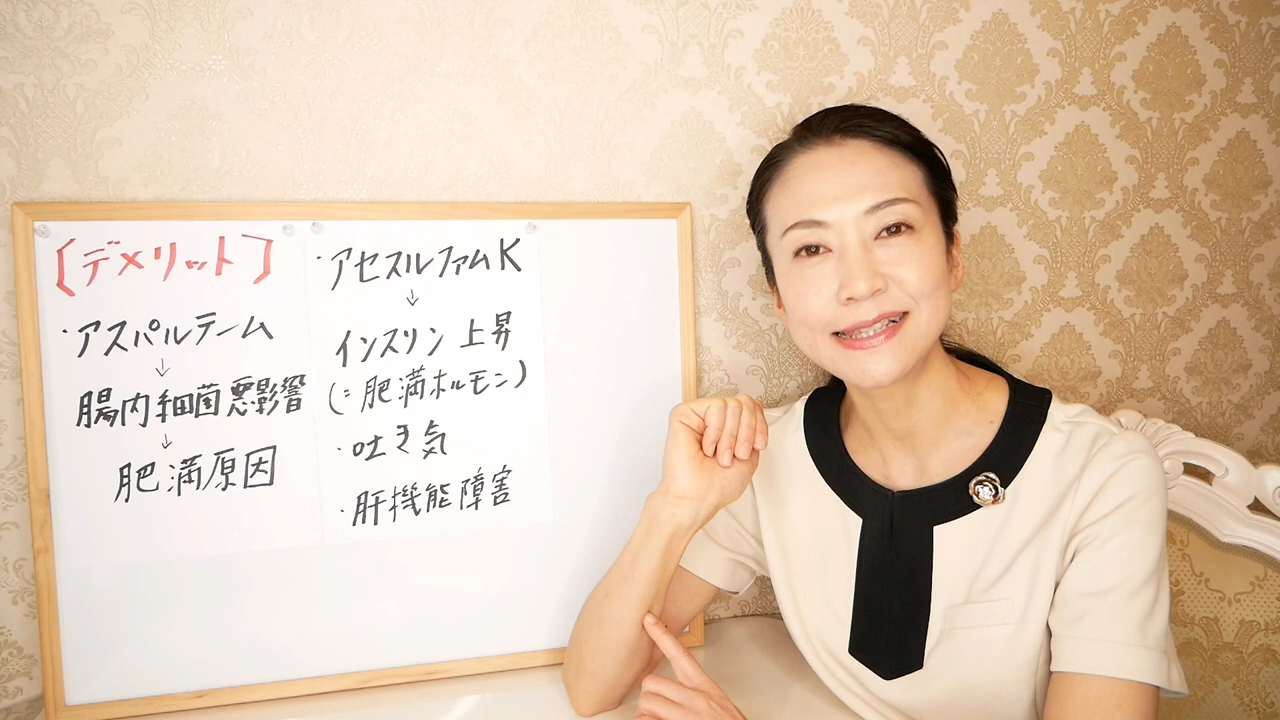 [デメリット]
・アスパルテーム
↓
腸内細菌悪影響
↓
肥満原因
・アセスルファムK
↓
インスリン上昇
(=肥満ホルモン)
・吐き気
・肝機能障害